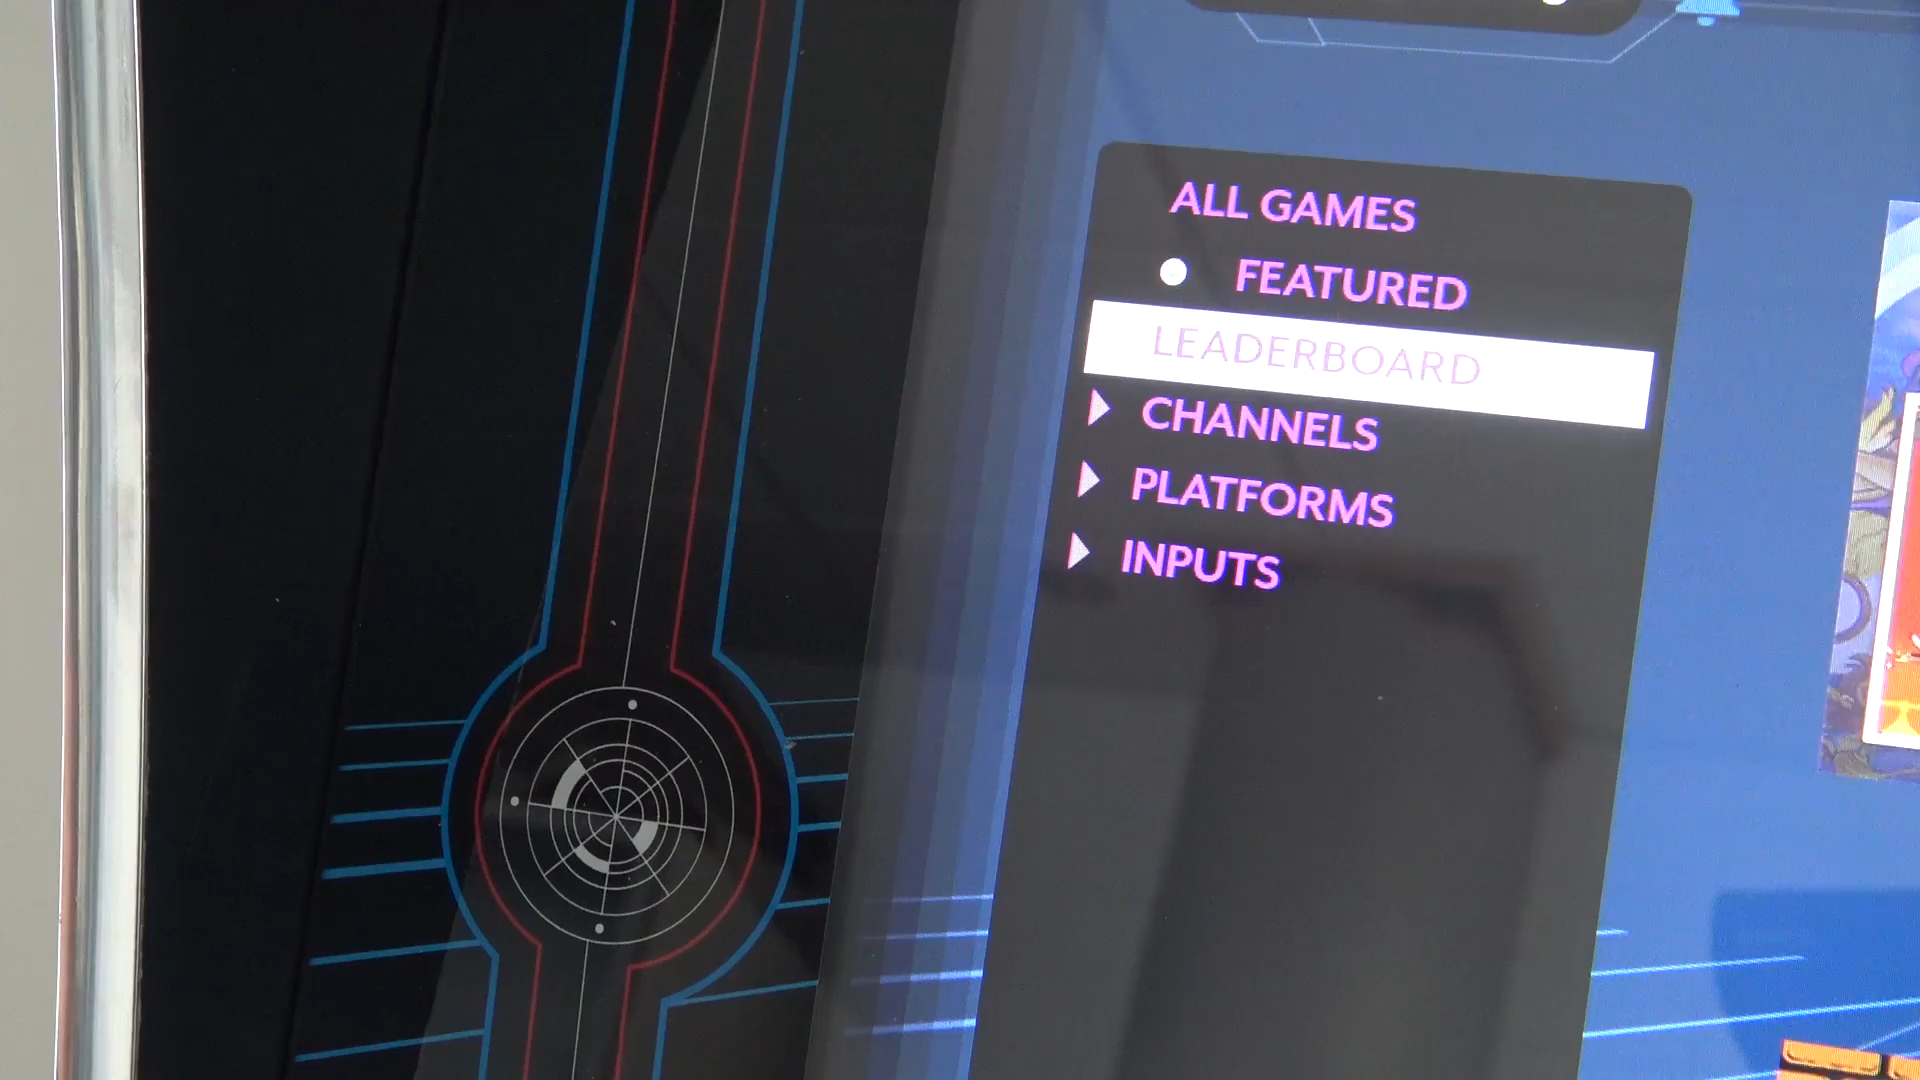 ALL GAMES
FEATURED
LEADERBOARD
CHANNELS
PLATFORMS
INPUTS